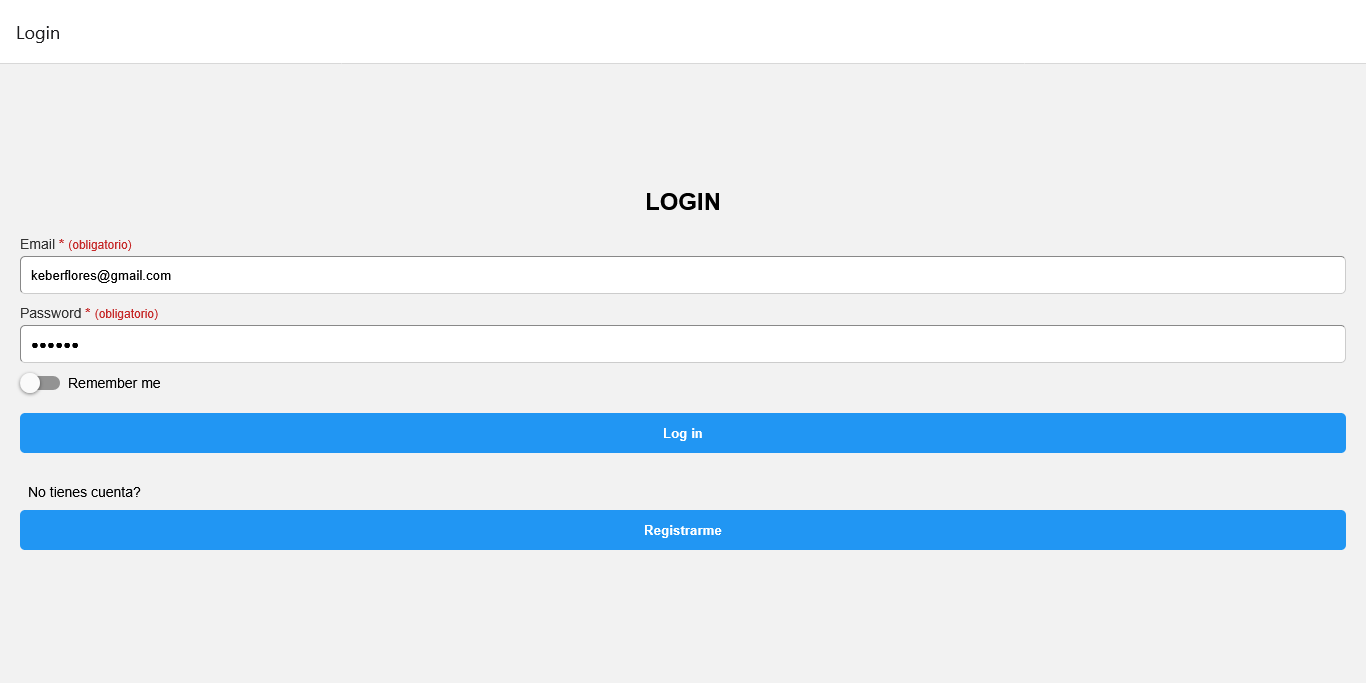 Login
LOGIN
Email * (obligatorio)
keberflores@gmail.com
Password * (obligatorio)
••••••
Remember me
Log in
No tienes cuenta?
Registrarme